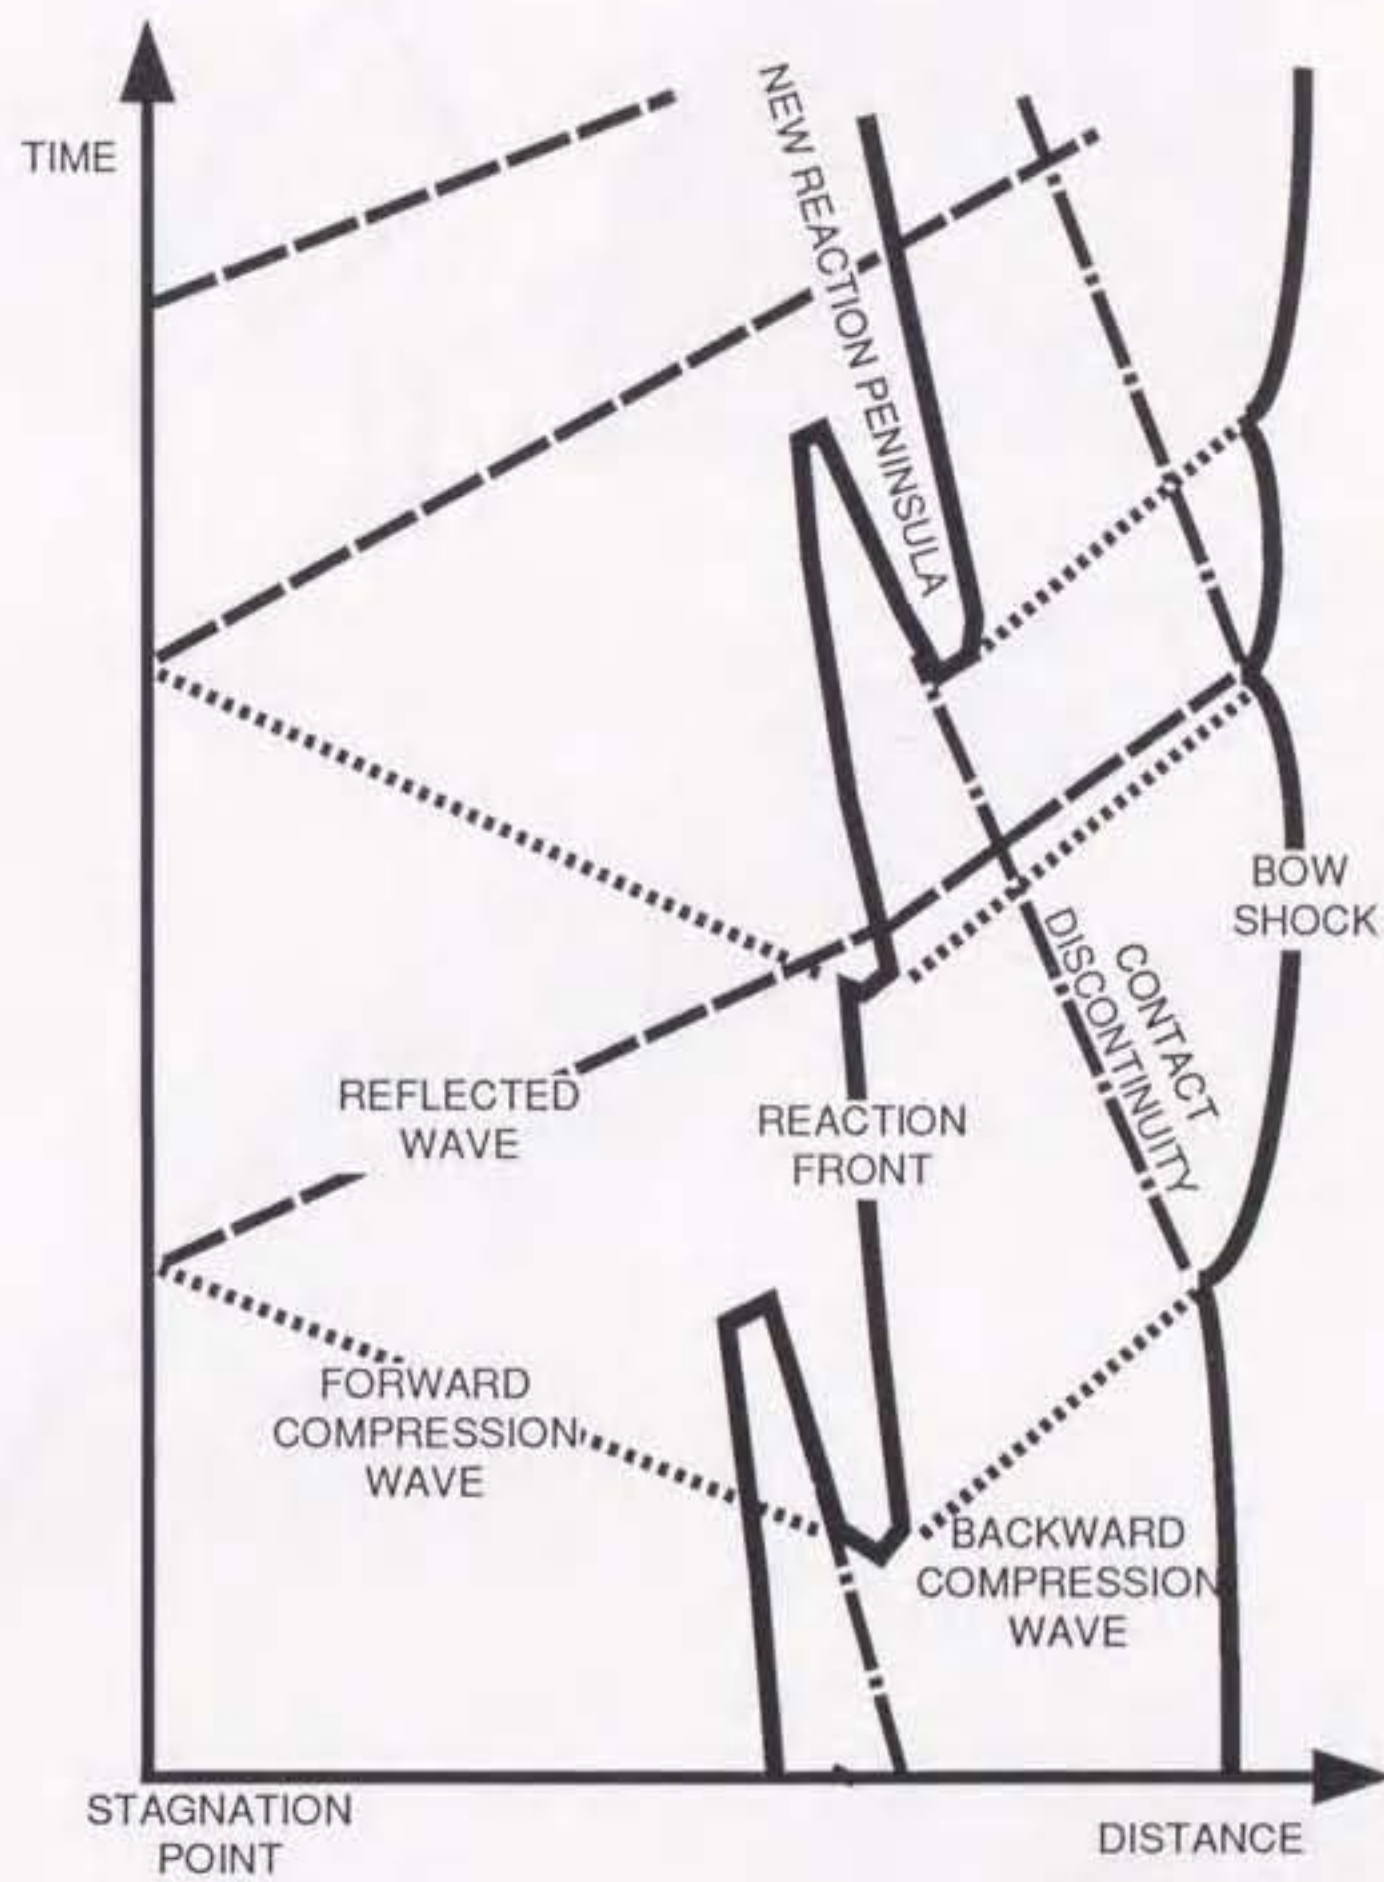 TIME
NEW REACTION PENINSULA
BOW
SHOCK
CONTACT
DISCONTINUITY
REFLECTED
WAVE
REACTION
FRONT
FORWARD
COMPRESSION
WAVE
BACKWARD
COMPRESSION
WAVE
STAGNATION
POINT
DISTANCE